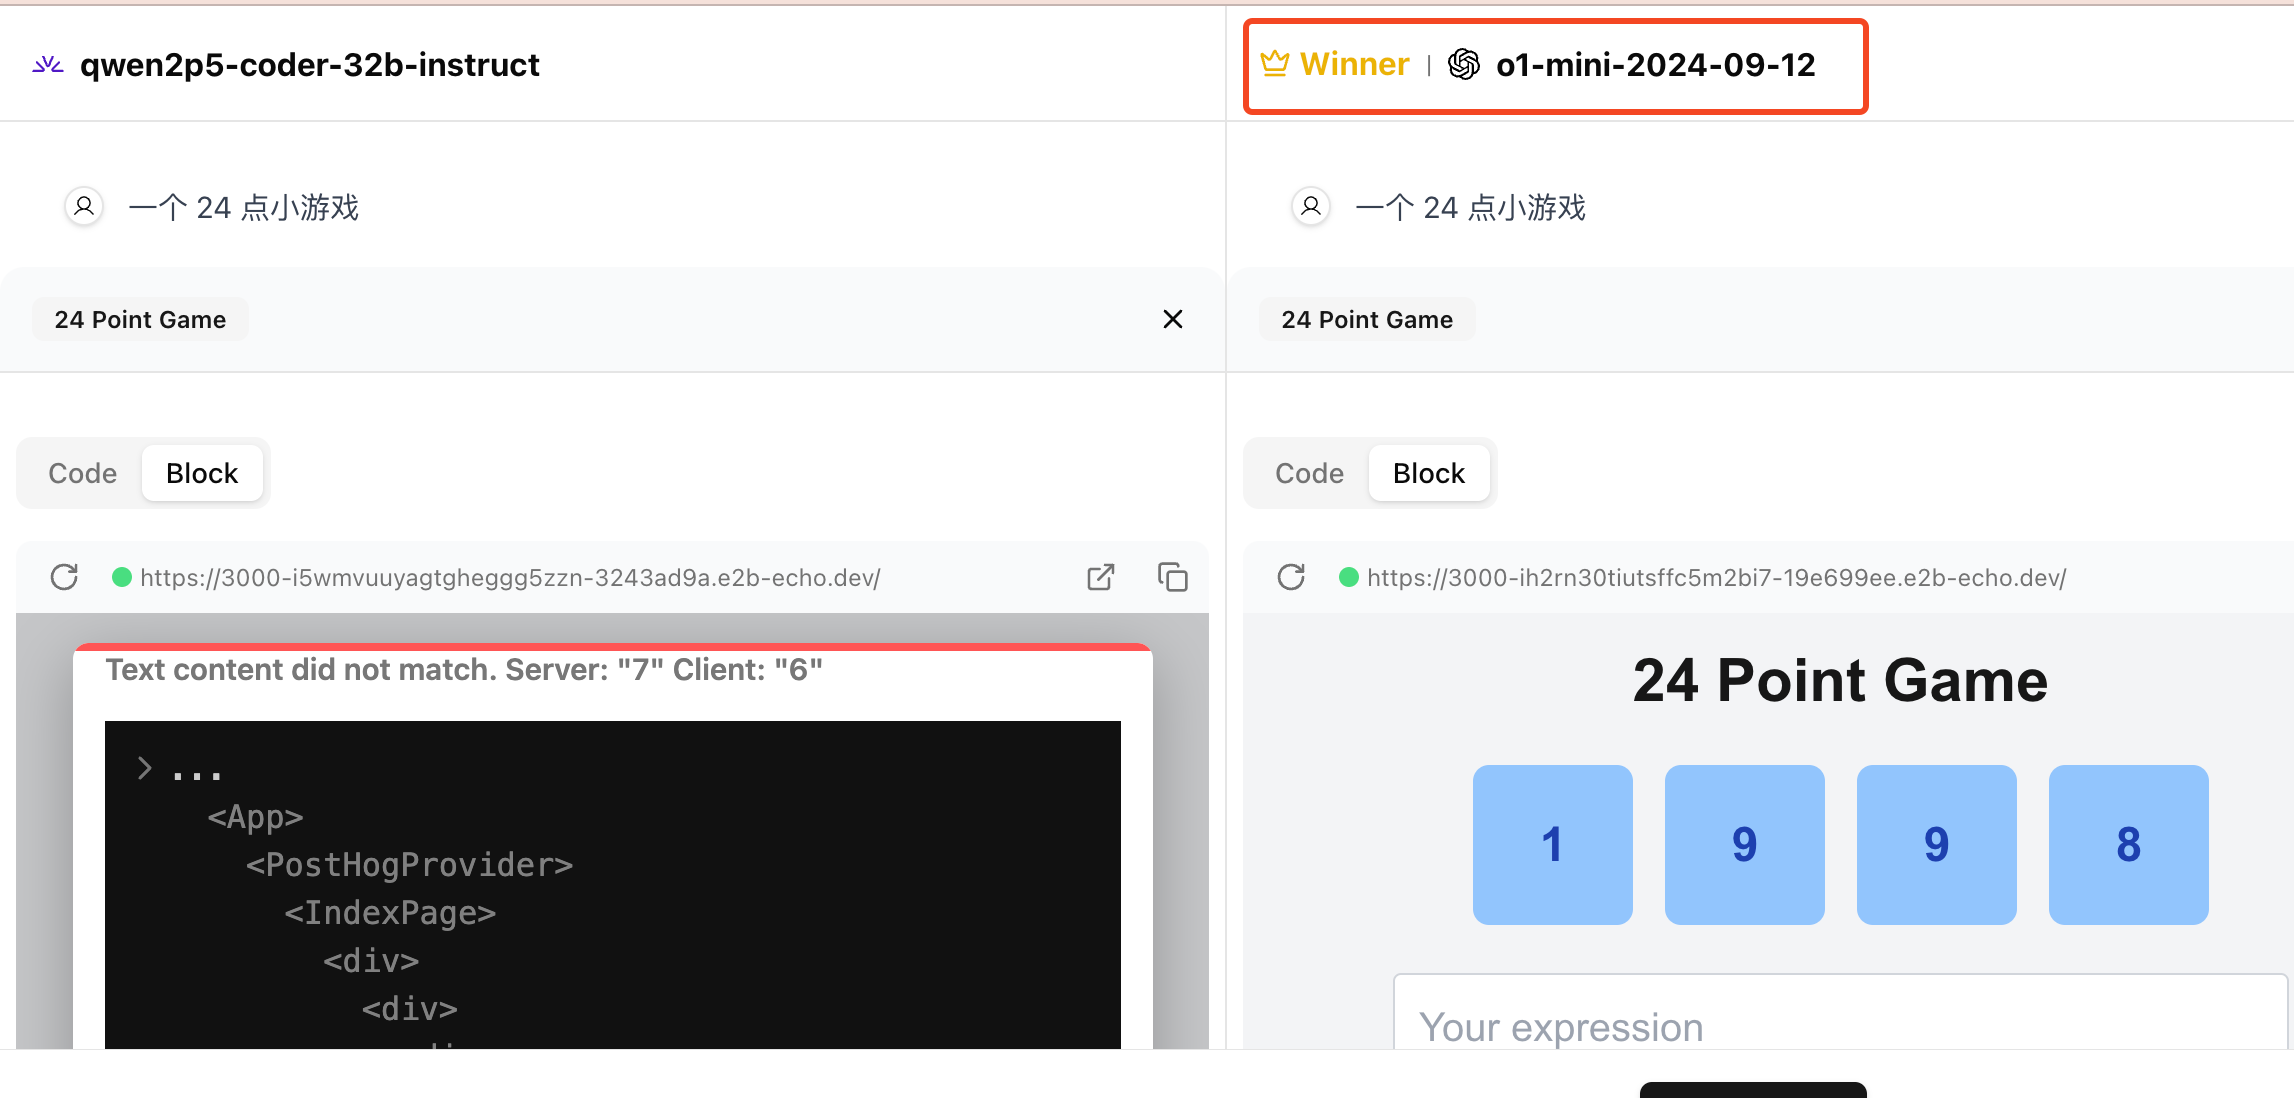 qwen2p5-coder-32b-instruct
一个 24 点小游戏
24 Point Game
Code Block
https://3000-i5wmvuuyagtgheggg5zzn-3243ad9a.e2b-echo.dev/
Text content did not match. Server: "7" Client: "6"
> ...
<App>
<PostHogProvider>
<IndexPage>
<div>
<div>
Winner | o1-mini-2024-09-12
一个 24 点小游戏
24 Point Game
Code Block
https://3000-ih2rn30tiutsffc5m2bi7-19e699ee.e2b-echo.dev/
24 Point Game
1 9 9 8
Your expression